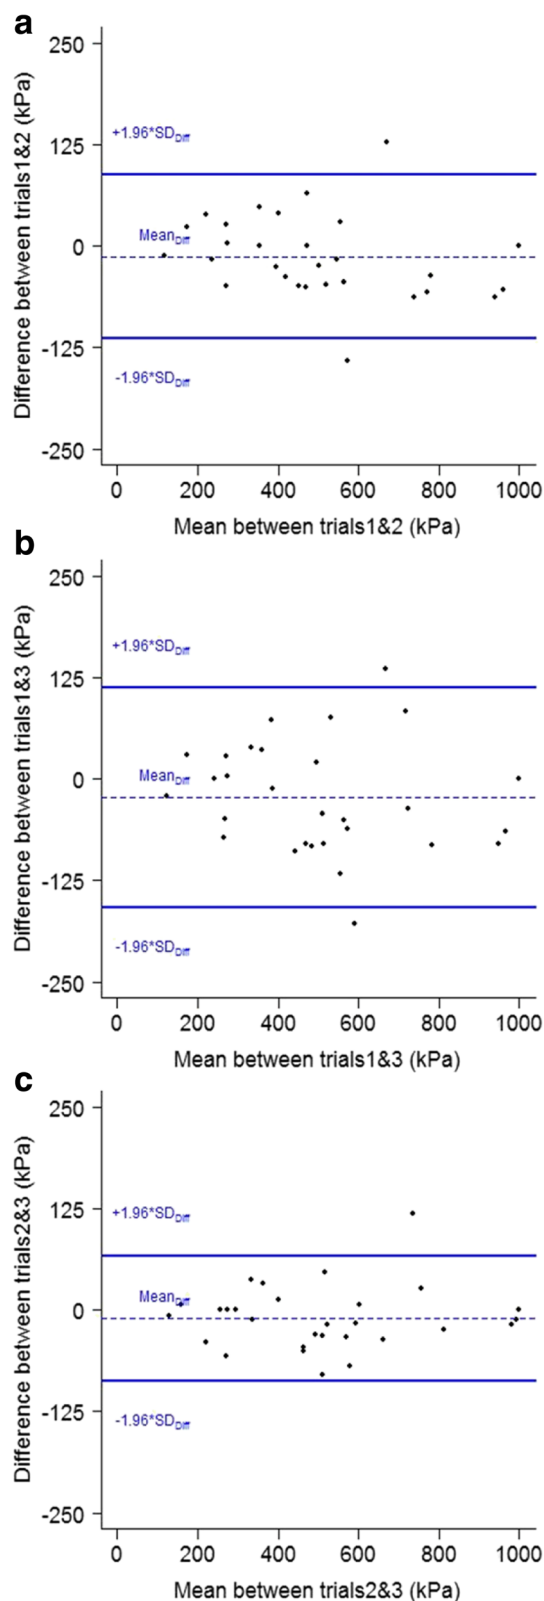 a
Difference between trials1&2 (kPa)
250
125
0
-125
-250
+1.96*SDDiff
MeanDiff
-1.96*SDDiff
0 200 400 600 800 1000
Mean between trials1&2 (kPa)
b
Difference between trials1&3 (kPa)
250
125
0
-125
-250
+1.96*SDDiff
MeanDiff
-1.96*SDDiff
0 200 400 600 800 1000
Mean between trials1&3 (kPa)
c
Difference between trials2&3 (kPa)
250
125
0
-125
-250
+1.96*SDDiff
MeanDiff
-1.96*SDDiff
0 200 400 600 800 1000
Mean between trials2&3 (kPa)